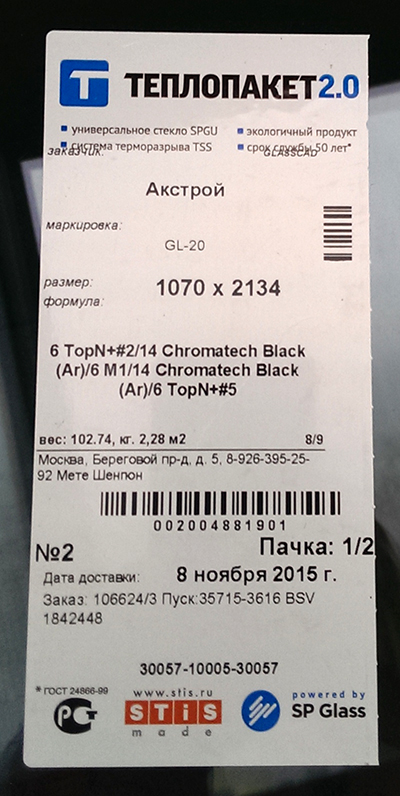 Т ТЕПЛОПАКЕТ2.0
универсальное стекло SPGU
экологичный продукт
система терморазрыва TSS
срок службы 50 лет*
заказчик:
GLASSCAD
Акстрой
маркировка:
GL-20
размер:
1070 x 2134
формула:
6 TopN+#2/14 Chromatech Black
(Ar)/6 M1/14 Chromatech Black
(Ar)/6 TopN+#5
вес: 102.74, кг. 2,28 м2
8/9
Москва, Береговой пр-д, д. 5, 8-926-395-25-
92 Мете Шенпон
002004881901
№2
Пачка: 1/2
Дата доставки:
8 ноября 2015 г.
Заказ: 106624/3 Пуск:35715-3616 BSV
1842448
30057-10005-30057
* ГОСТ 24866-99
www.stis.ru
STiS
made
powered by
SP Glass